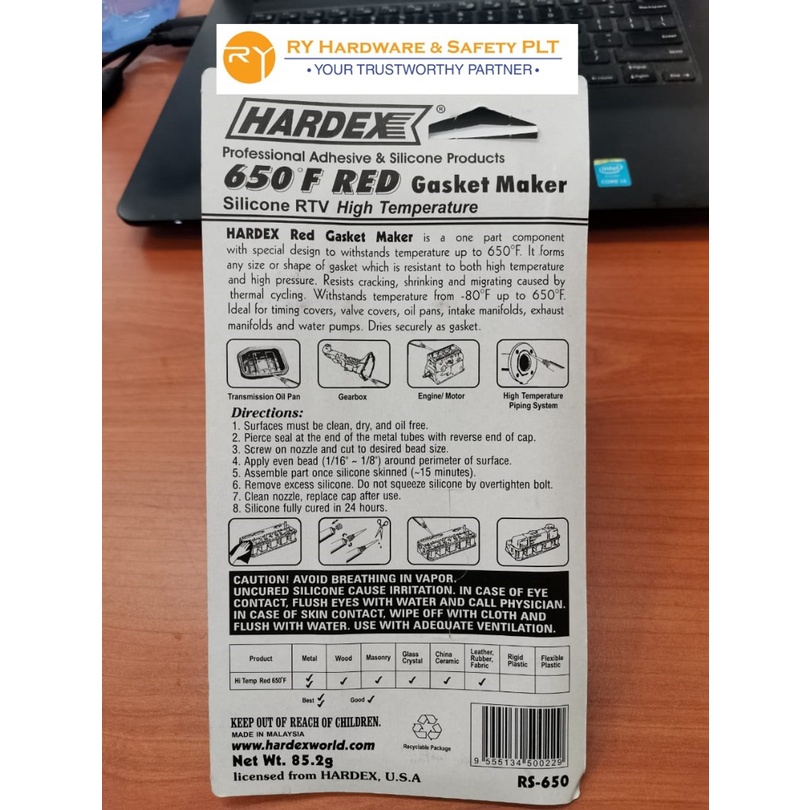 RY
RY HARDWARE & SAFETY PLT
• YOUR TRUSTWORTHY PARTNER •
HARDEX®
Professional Adhesive & Silicone Products
650°F RED Gasket Maker
Silicone RTV High Temperature
HARDEX Red Gasket Maker is a one part component
with special design to withstands temperature up to 650°F. It forms
any size or shape of gasket which is resistant to both high temperature
and high pressure. Resists cracking, shrinking and migrating caused by
thermal cycling. Withstands temperature from -80°F up to 650°F.
Ideal for timing covers, valve covers, oil pans, intake manifolds, exhaust
manifolds and water pumps. Dries securely as gasket.
Transmission Oil Pan Gearbox Engine/ Motor High Temperature
Piping System
Directions:
1. Surfaces must be clean, dry, and oil free.
2. Pierce seal at the end of the metal tubes with reverse end of cap.
3. Screw on nozzle and cut to desired bead size.
4. Apply even bead (1/16" ~ 1/8") around perimeter of surface.
5. Assemble part once silicone skinned (~15 minutes).
6. Remove excess silicone. Do not squeeze silicone by overtighten bolt.
7. Clean nozzle, replace cap after use.
8. Silicone fully cured in 24 hours.
CAUTION! AVOID BREATHING IN VAPOR.
UNCURED SILICONE CAUSE IRRITATION. IN CASE OF EYE
CONTACT, FLUSH EYES WITH WATER AND CALL PHYSICIAN.
IN CASE OF SKIN CONTACT, WIPE OFF WITH CLOTH AND
FLUSH WITH WATER. USE WITH ADEQUATE VENTILATION.
Product Metal Wood Masonry Glass Crystal China Ceramic Leather, Rubber, Fabric Rigid Plastic Flexible Plastic
Hi Temp Red 650°F ✓✓ ✓ ✓ ✓ ✓ ✓
Best ✓✓ Good ✓
KEEP OUT OF REACH OF CHILDREN.
MADE IN MALAYSIA
www.hardexworld.com
Net Wt. 85.2g
licensed from HARDEX, U.S.A
Recyclable Package
9 555134 500229
RS-650